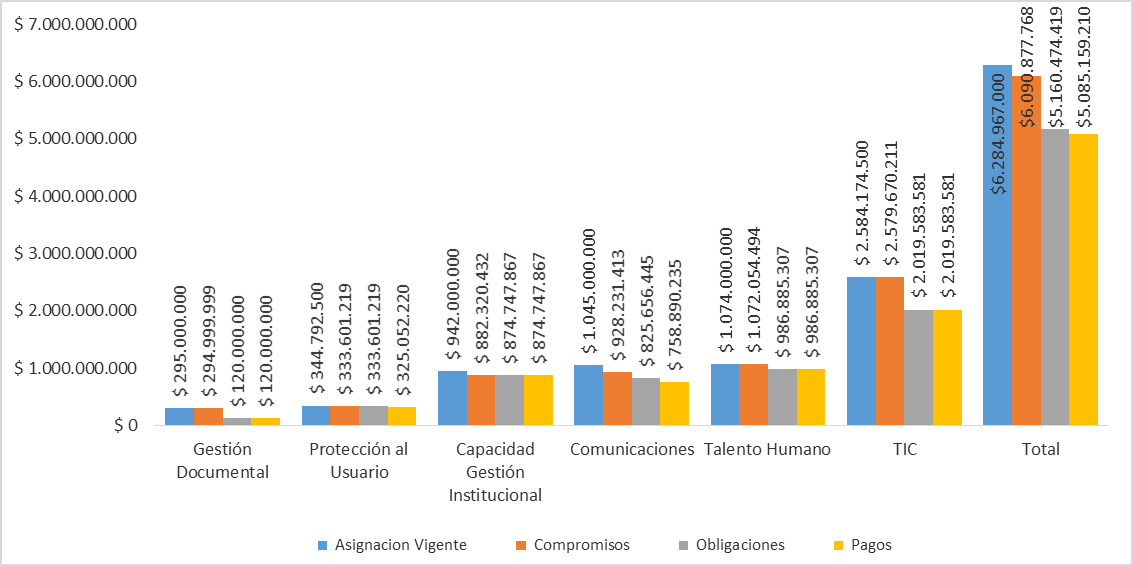 $ 7.000.000.000
$ 6.000.000.000
$ 5.000.000.000
$ 4.000.000.000
$ 3.000.000.000
$ 2.000.000.000
$ 1.000.000.000
$ 0
$ 295.000.000
$ 294.999.999
$ 120.000.000
$ 120.000.000
$ 344.792.500
$ 333.601.219
$ 333.601.219
$ 325.052.220
$ 942.000.000
$ 882.320.432
$ 874.747.867
$ 874.747.867
$ 1.045.000.000
$ 928.231.413
$ 825.656.445
$ 758.890.235
$ 1.074.000.000
$ 1.072.054.494
$ 986.885.307
$ 986.885.307
$ 2.584.174.500
$ 2.579.670.211
$ 2.019.583.581
$ 2.019.583.581
$6.284.967.000
$6.090.877.768
$5.160.474.419
$5.085.159.210
Gestión
Documental
Protección al
Usuario
Capacidad
Gestión
Institucional
Comunicaciones
Talento Humano
TIC
Total
Asignacion Vigente
Compromisos
Obligaciones
Pagos